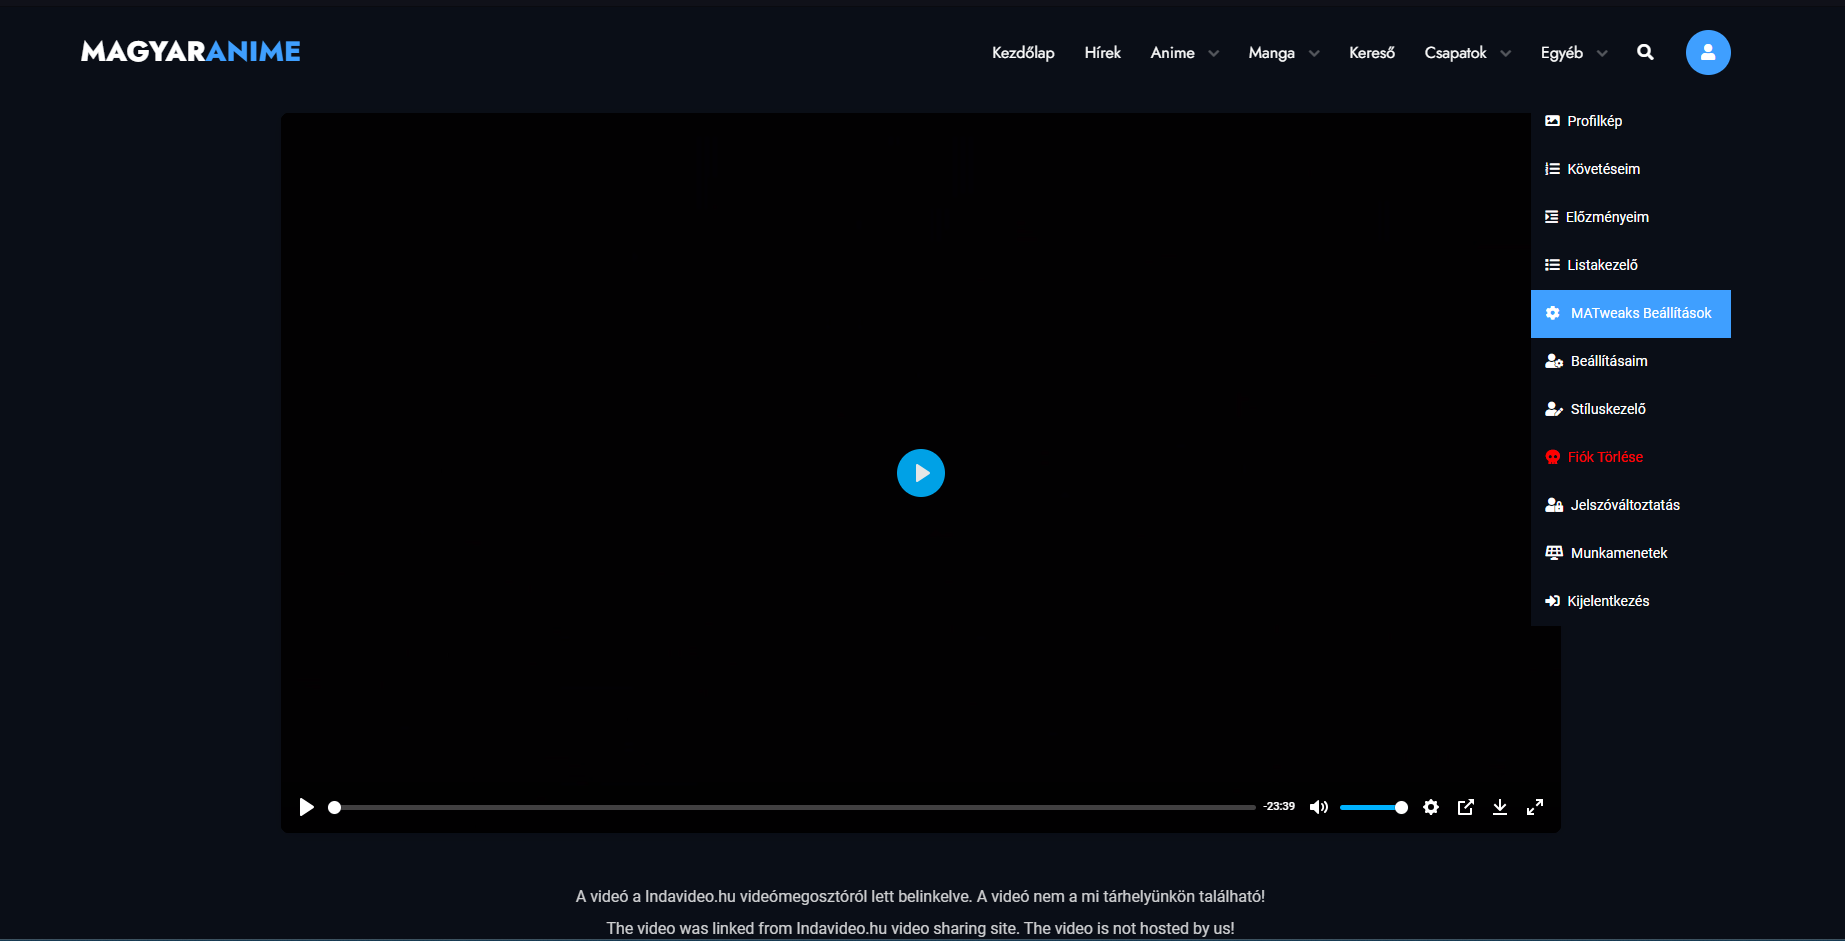 MAGYARANIME
Kezdőlap Hírek Anime Manga Kereső Csapatok Egyéb
Profilkép
Követéseim
Előzményeim
Listakezelő
MATweaks Beállítások
Beállításaim
Stíluskezelő
Fiók Törlése
Jelszóváltoztatás
Munkamenetek
Kijelentkezés
-23:39
A videó a Indavideo.hu videómegosztóról lett belinkelve. A videó nem a mi tárhelyünkön található!
The video was linked from Indavideo.hu video sharing site. The video is not hosted by us!